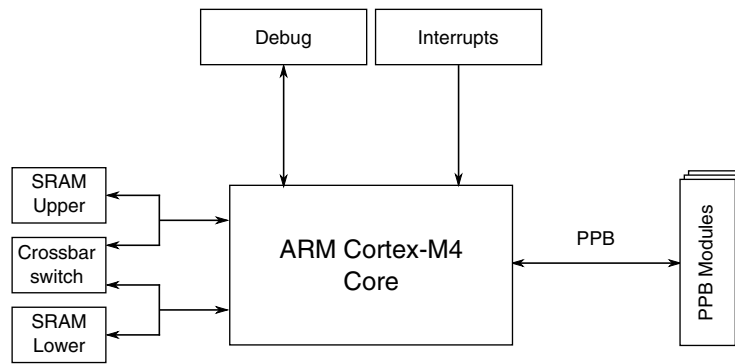 Debug
Interrupts
SRAM
Upper
Crossbar
switch
SRAM
Lower
ARM Cortex-M4
Core
PPB
PPB Modules